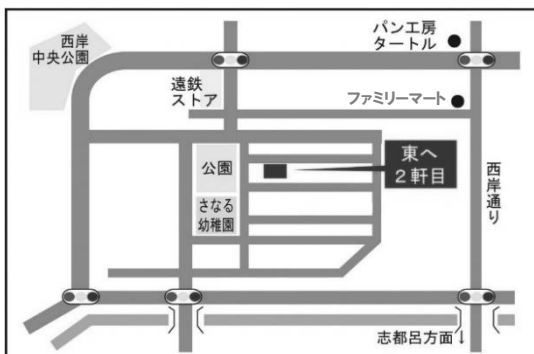 西岸
中央公園
パン工房
タートル
遠鉄
ストア
ファミリーマート
公園
東へ
2軒目
さなる
幼稚園
西岸通り
志都呂方面↓